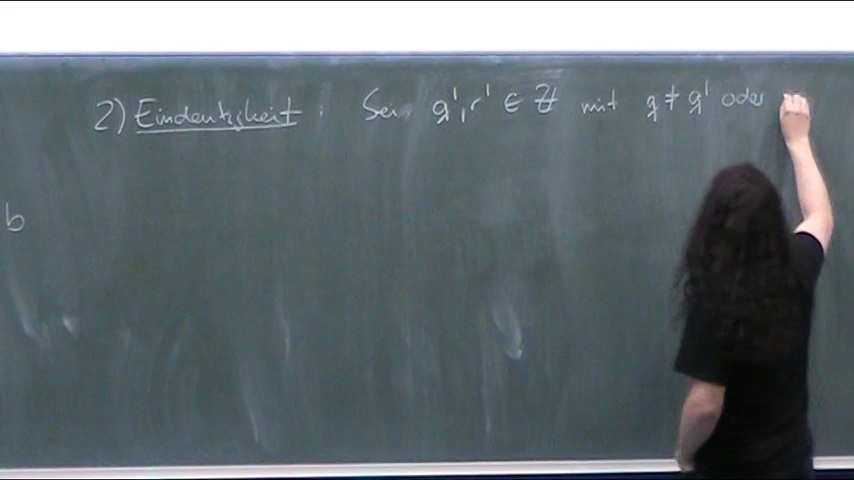 2) Eindeutigkeit : Sei q', r' ∈ ℤ mit q ≠ q' oder
b